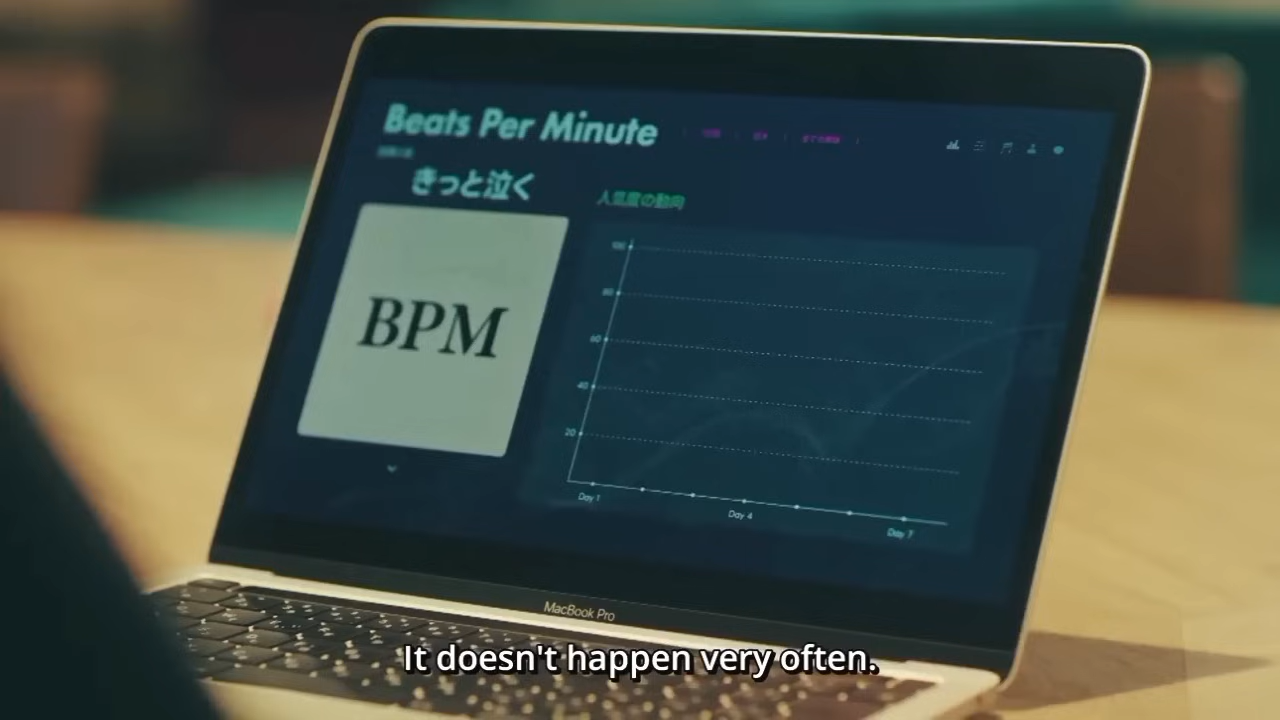 Beats Per Minute
きっと泣く
人気度の動向
BPM
100
80
60
40
20
Day 1
Day 4
Day 7
MacBook Pro
It doesn't happen very often.